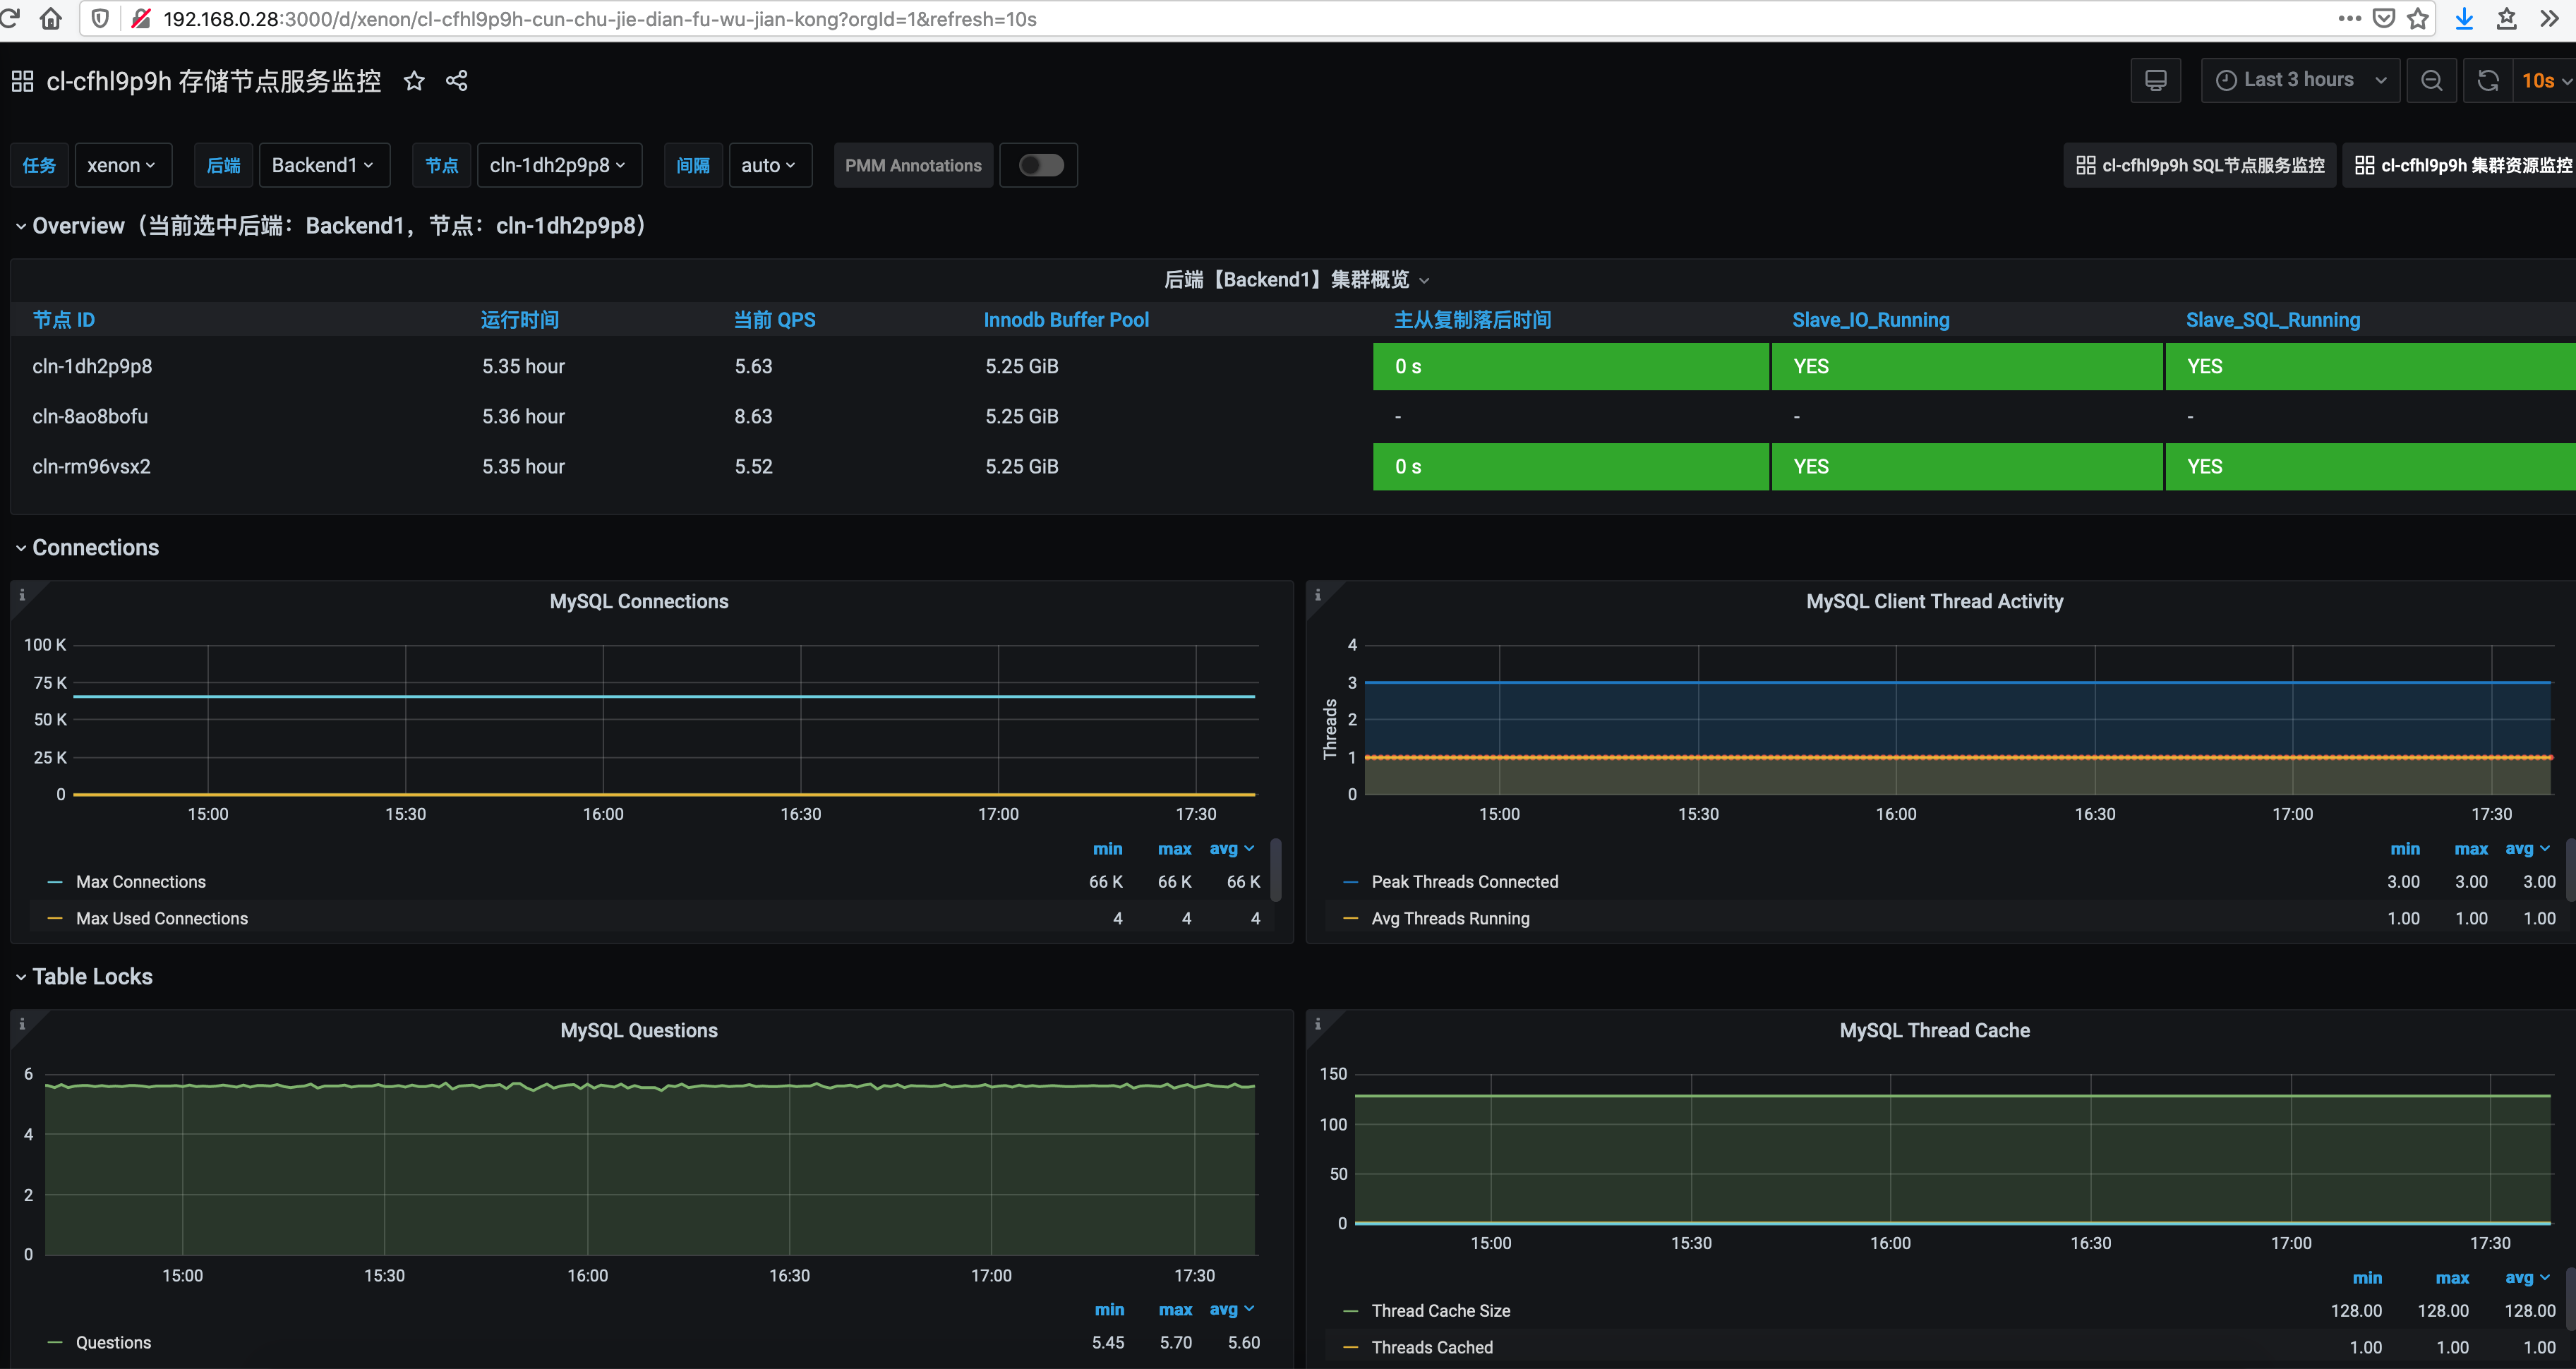 192.168.0.28:3000/d/xenon/cl-cfhl9p9h-cun-chu-jie-dian-fu-wu-jian-kong?orgId=1&refresh=10s
cl-cfhl9p9h 存储节点服务监控
Last 3 hours
10s
任务 xenon 后端 Backend1 节点 cln-1dh2p9p8 间隔 auto PMM Annotations
cl-cfhl9p9h SQL节点服务监控 cl-cfhl9p9h 集群资源监控
Overview（当前选中后端：Backend1，节点：cln-1dh2p9p8）
后端【Backend1】集群概览
节点 ID 运行时间 当前 QPS Innodb Buffer Pool 主从复制落后时间 Slave_IO_Running Slave_SQL_Running
cln-1dh2p9p8 5.35 hour 5.63 5.25 GiB 0 s YES YES
cln-8ao8bofu 5.36 hour 8.63 5.25 GiB - - -
cln-rm96vsx2 5.35 hour 5.52 5.25 GiB 0 s YES YES
Connections
MySQL Connections
100 K
75 K
50 K
25 K
0
15:00 15:30 16:00 16:30 17:00 17:30
min max avg
Max Connections 66 K 66 K 66 K
Max Used Connections 4 4 4
MySQL Client Thread Activity
Threads
4
3
2
1
0
15:00 15:30 16:00 16:30 17:00 17:30
min max avg
Peak Threads Connected 3.00 3.00 3.00
Avg Threads Running 1.00 1.00 1.00
Table Locks
MySQL Questions
6
4
2
0
15:00 15:30 16:00 16:30 17:00 17:30
min max avg
Questions 5.45 5.70 5.60
MySQL Thread Cache
150
100
50
0
15:00 15:30 16:00 16:30 17:00 17:30
min max avg
Thread Cache Size 128.00 128.00 128.00
Threads Cached 1.00 1.00 1.00